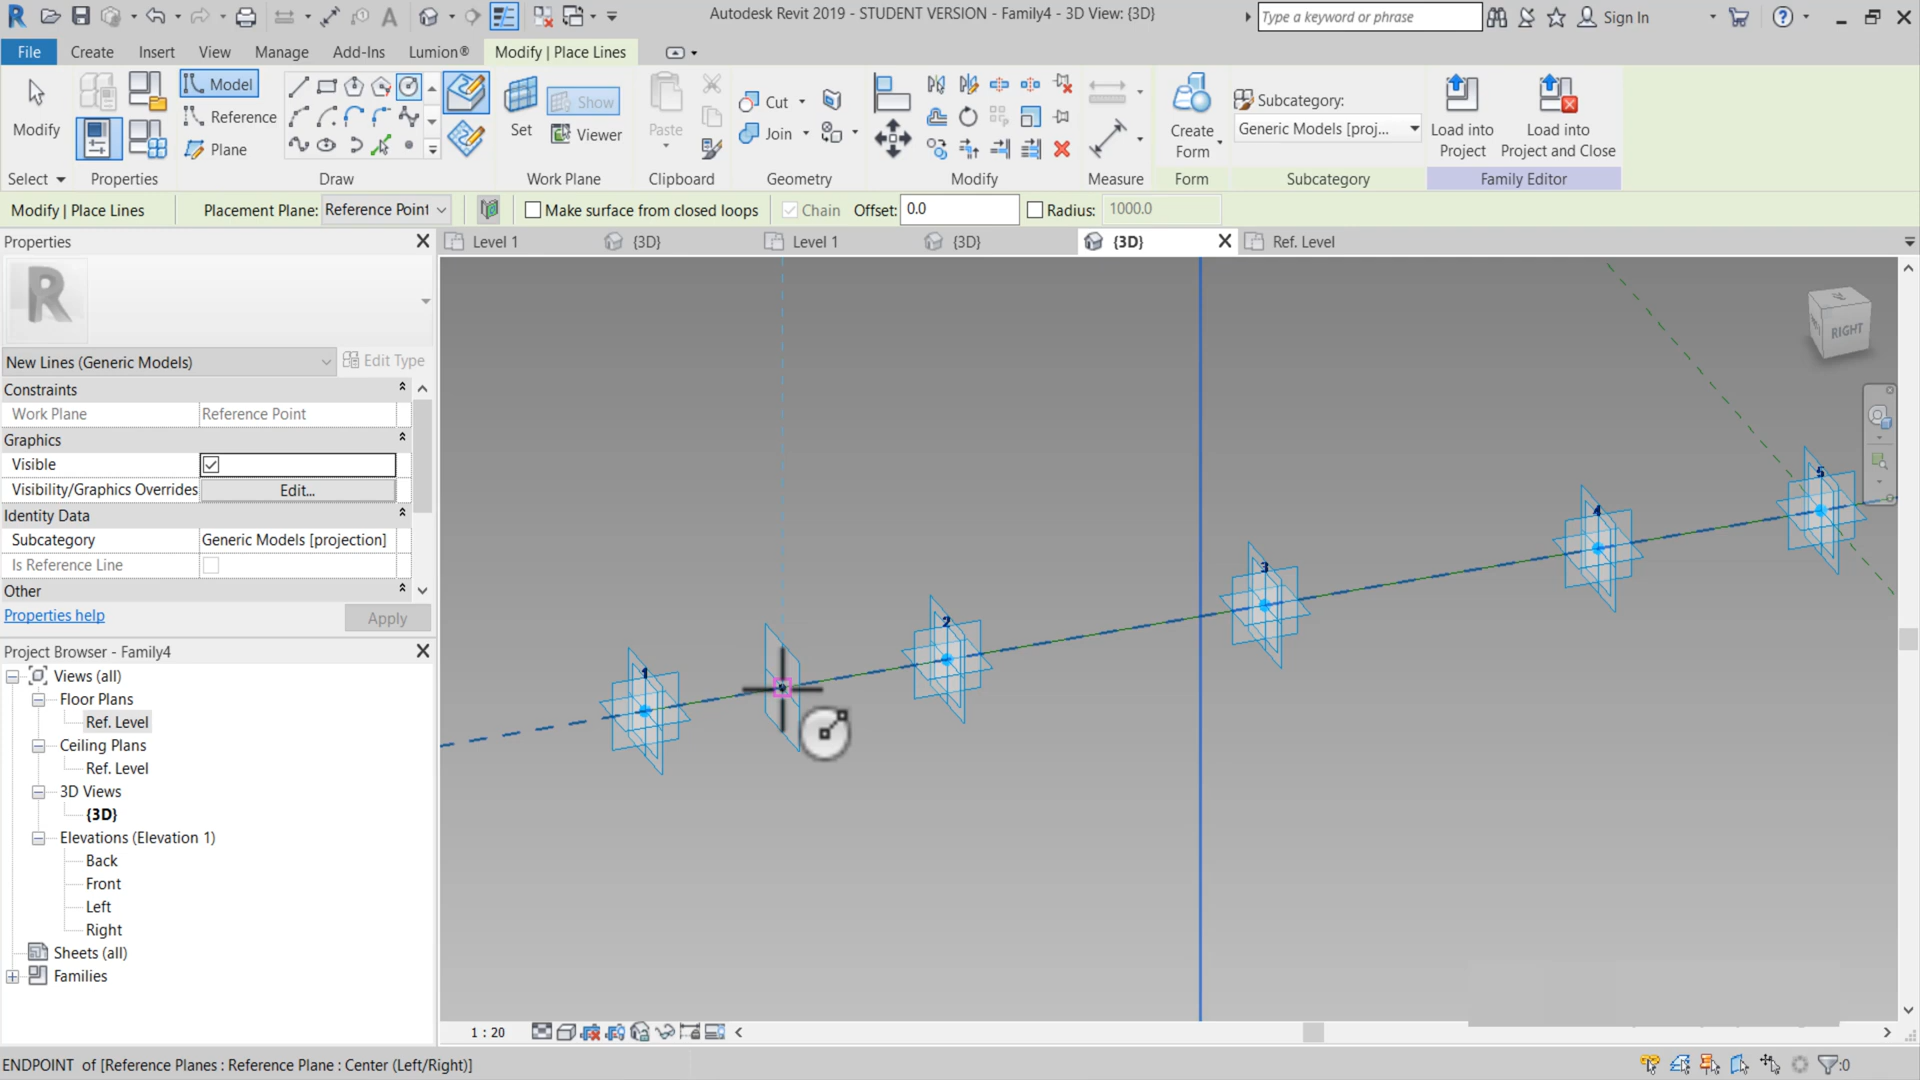 Autodesk Revit 2019 - STUDENT VERSION - Family4 - 3D View: {3D}
Type a keyword or phrase
Sign In
File
Create
Insert
View
Manage
Add-Ins
Lumion®
Modify | Place Lines
Modify
Model
Reference
Plane
Set
Show
Viewer
Paste
Cut
Join
Create
Form
Subcategory:
Generic Models [proj...
Load into
Project
Load into
Project and Close
Select
Properties
Draw
Work Plane
Clipboard
Geometry
Modify
Measure
Form
Subcategory
Family Editor
Modify | Place Lines
Placement Plane:
Reference Point
Make surface from closed loops
Chain
Offset:
0.0
Radius:
1000.0
Properties
Level 1
{3D}
Level 1
{3D}
{3D}
Ref. Level
R
New Lines (Generic Models)
Edit Type
Constraints
Work Plane
Reference Point
Graphics
Visible
Visibility/Graphics Overrides
Edit...
Identity Data
Subcategory
Generic Models [projection]
Is Reference Line
Other
Properties help
Apply
Project Browser - Family4
Views (all)
Floor Plans
Ref. Level
Ceiling Plans
Ref. Level
3D Views
{3D}
Elevations (Elevation 1)
Back
Front
Left
Right
Sheets (all)
Families
RIGHT
1
2
3
4
5
1 : 20
ENDPOINT of [Reference Planes : Reference Plane : Center (Left/Right)]
:0